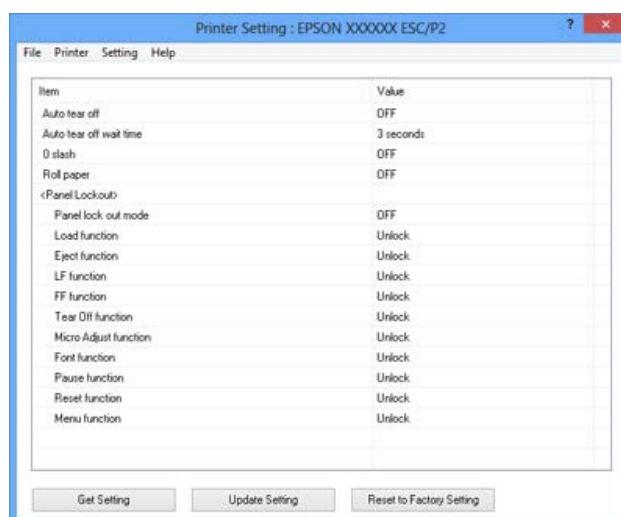 Printer Setting : EPSON XXXXXX ESC/P2 ? ×
File Printer Setting Help
Item Value
Auto tear off OFF
Auto tear off wait time 3 seconds
0 slash OFF
Roll paper OFF
<Panel Lockout>
Panel lock out mode OFF
Load function Unlock
Eject function Unlock
LF function Unlock
FF function Unlock
Tear Off function Unlock
Micro Adjust function Unlock
Font function Unlock
Pause function Unlock
Reset function Unlock
Menu function Unlock
Get Setting Update Setting Reset to Factory Setting